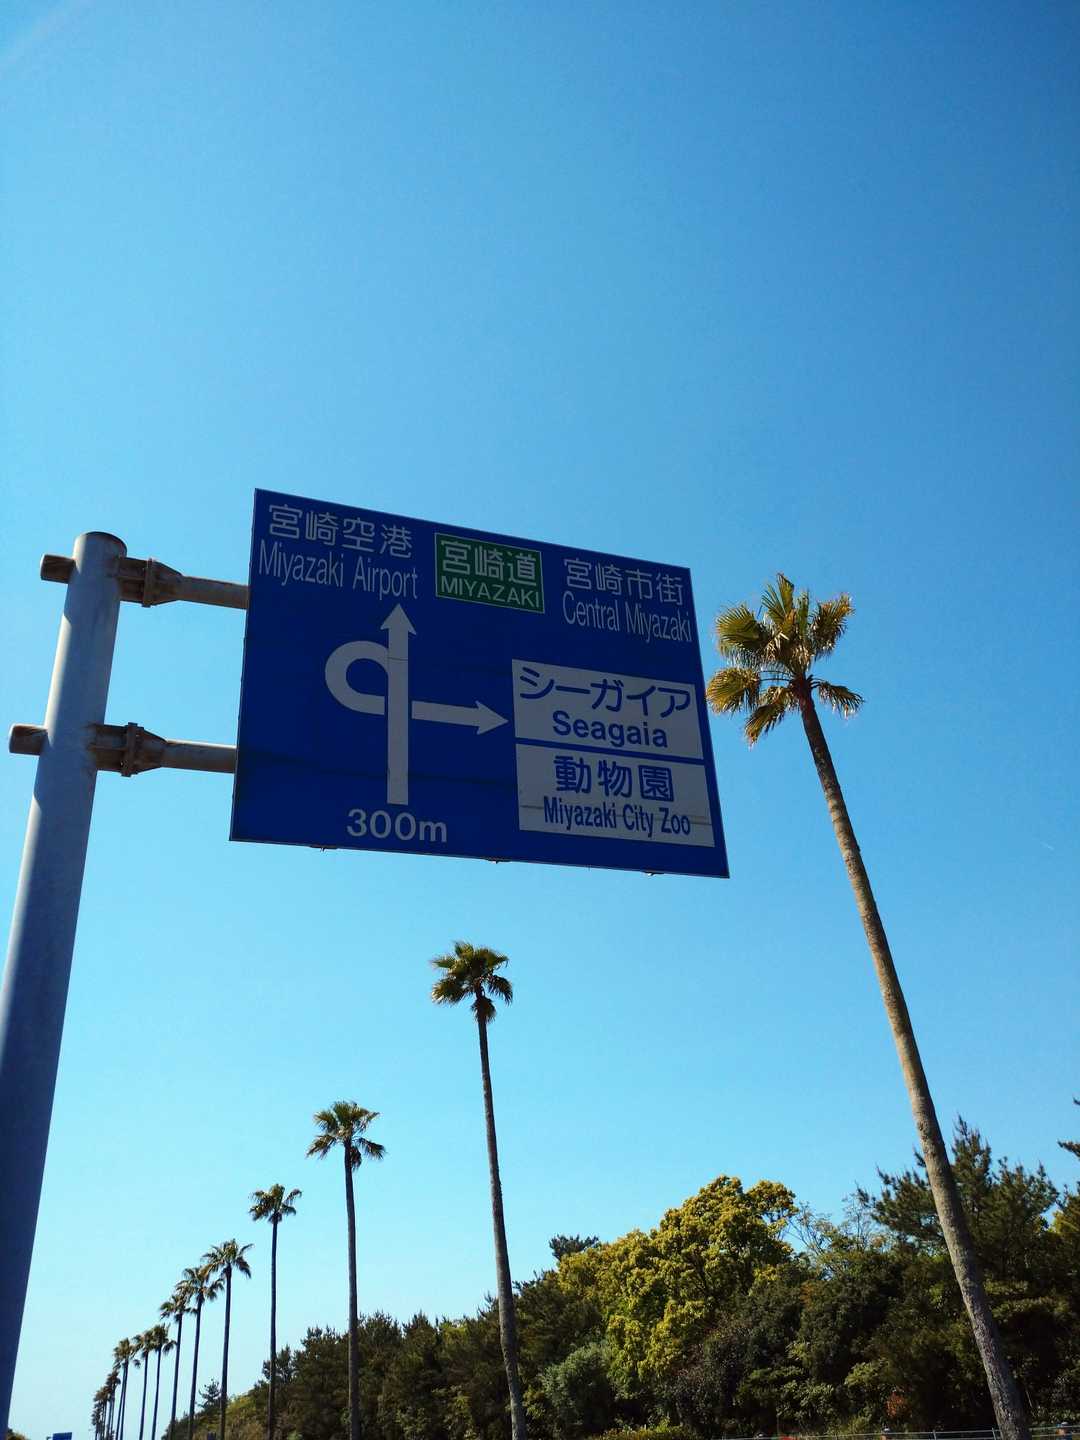 宮崎空港
Miyazaki Airport
宮崎道
MIYAZAKI
宮崎市街
Central Miyazaki
シーガイア
Seagaia
動物園
Miyazaki City Zoo
300m